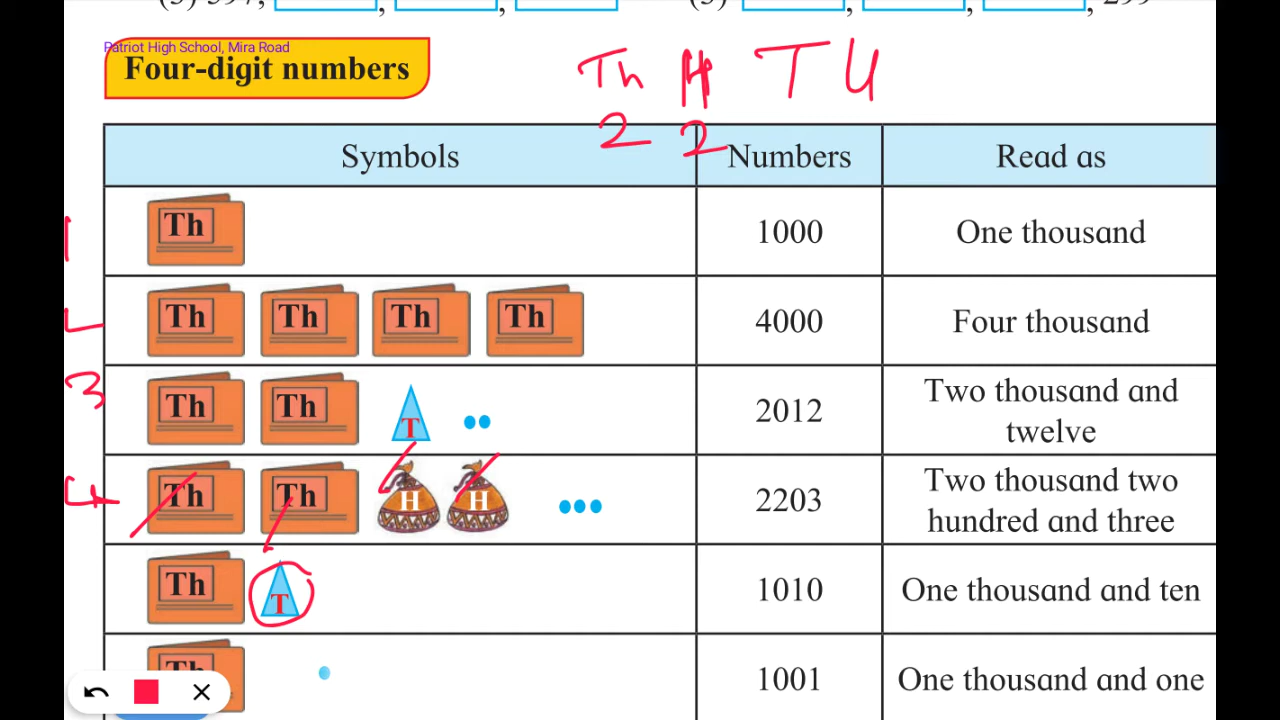 Patriot High School, Mira Road
Four-digit numbers
Th H T U
2 2
Symbols Numbers Read as
1 Th 1000 One thousand
Th Th Th Th 4000 Four thousand
3 Th Th T 2012 Two thousand and
twelve
4 Th Th H H 2203 Two thousand two
hundred and three
Th T 1010 One thousand and ten
Th 1001 One thousand and one